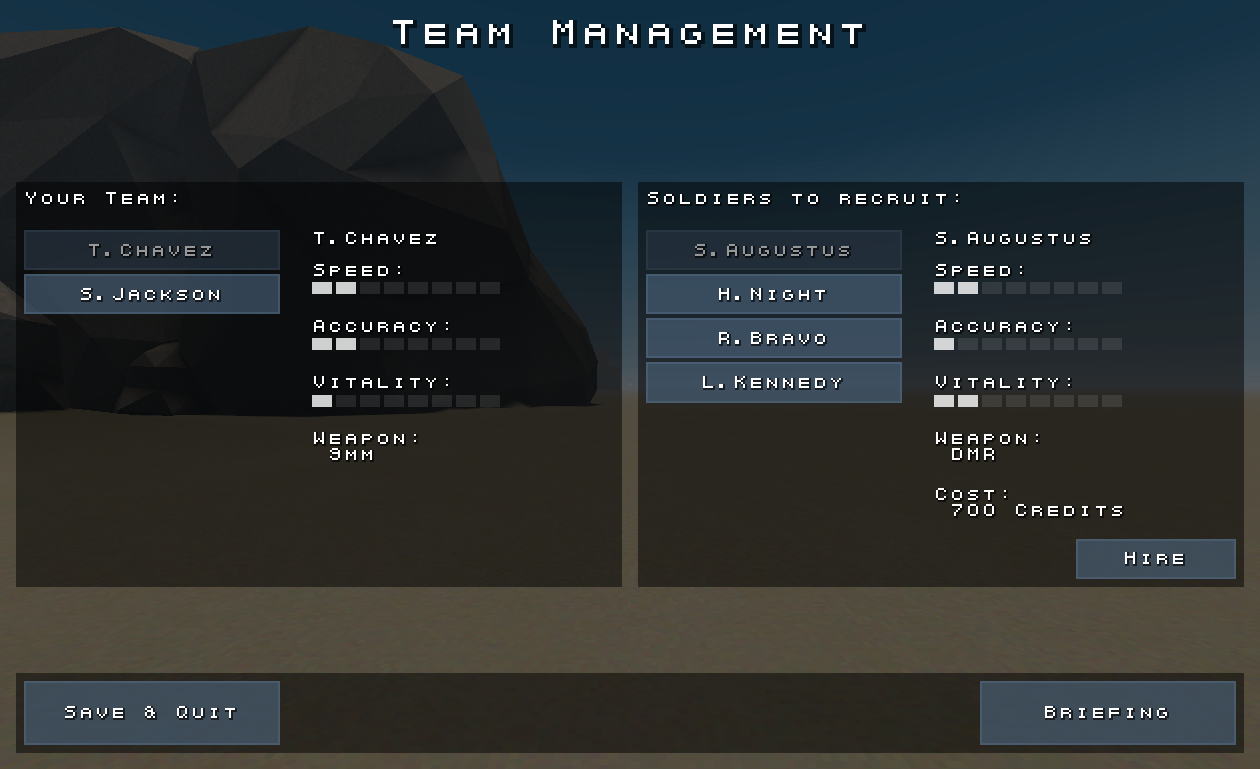 Team Management
Your Team:
T.Chavez
S.Jackson
T.Chavez
Speed:
Accuracy:
Vitality:
Weapon:
9mm
Soldiers to recruit:
S.Augustus
H.Night
R.Bravo
L.Kennedy
S.Augustus
Speed:
Accuracy:
Vitality:
Weapon:
DMR
Cost:
700 Credits
Hire
Save & Quit
Briefing